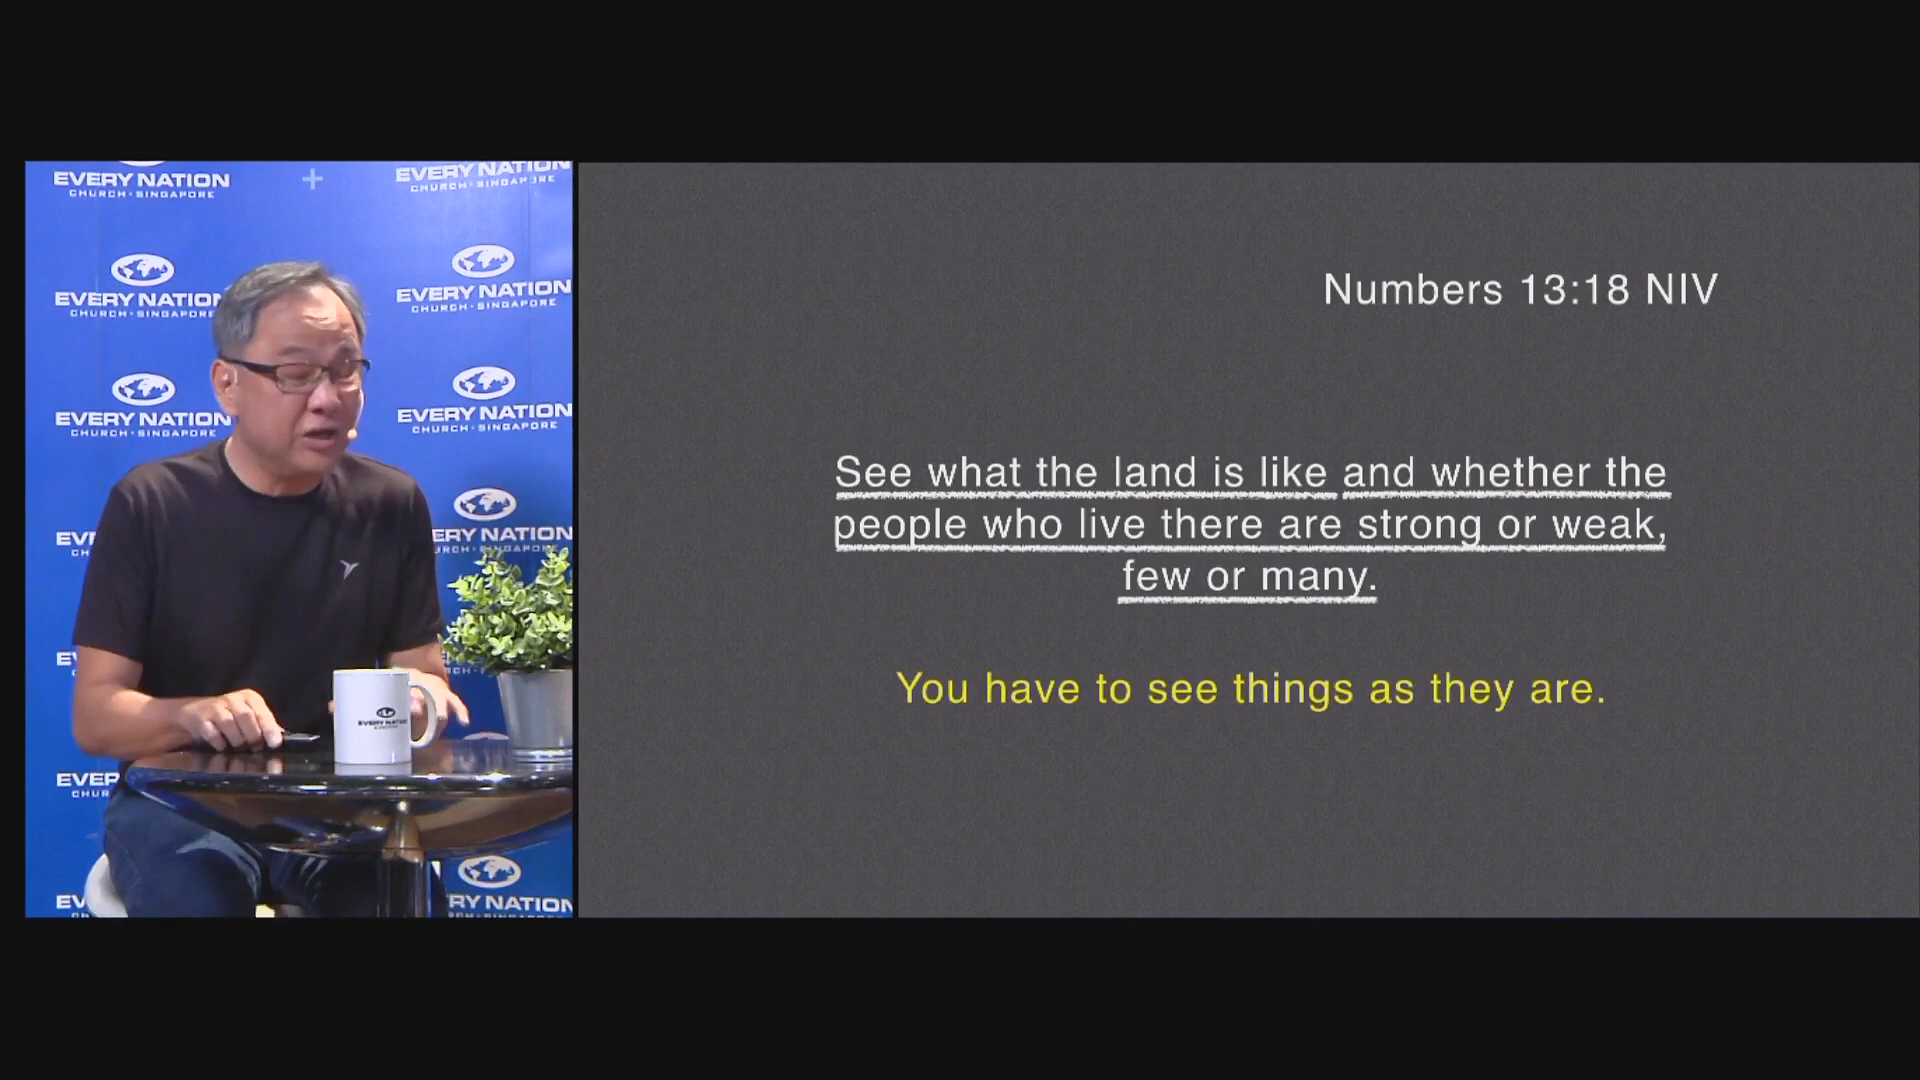 EVERY NATION
CHURCH • SINGAPORE
EVERY NATION
CHURCH • SINGAPORE
EVERY NATION
CHURCH • SINGAPORE
EVERY NATION
CHURCH • SINGAPORE
EVERY NATION
CHURCH • SINGAPORE
EVERY NATION
CHURCH • SINGAPORE
EVERY NATION
Numbers 13:18 NIV
See what the land is like and whether the
people who live there are strong or weak,
few or many.
You have to see things as they are.